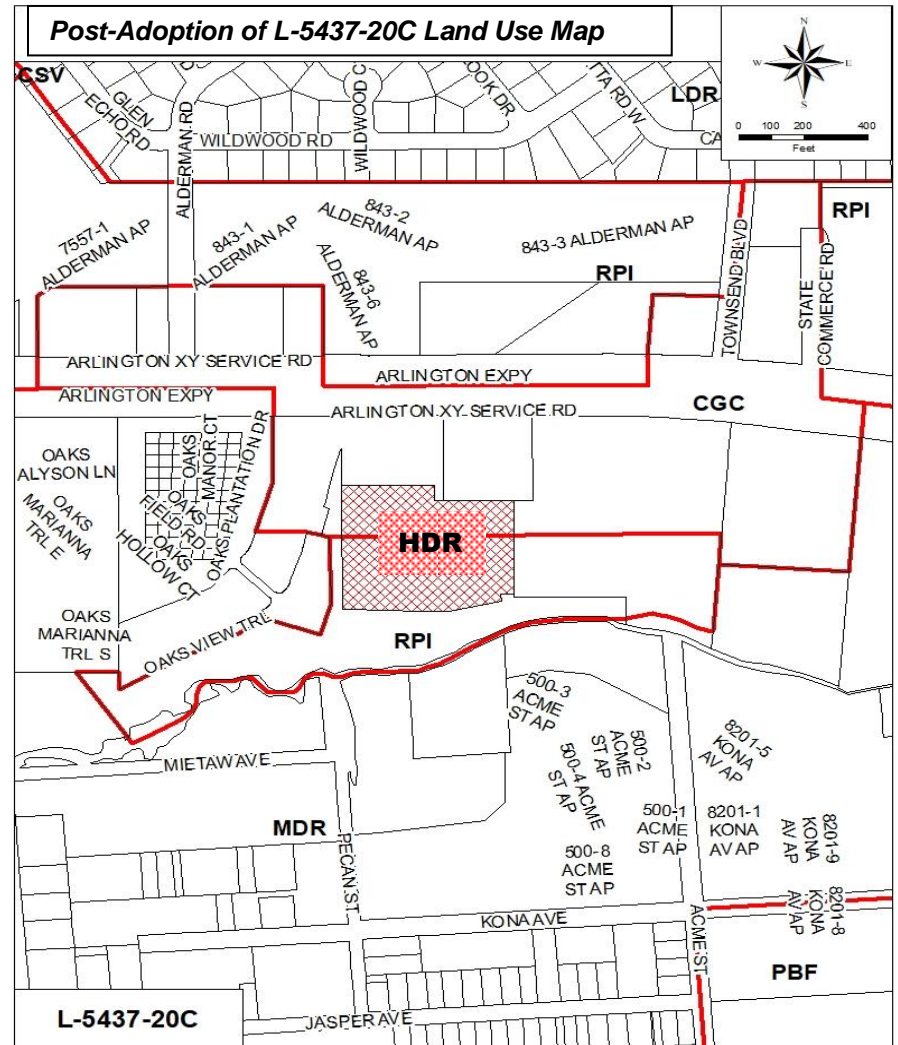 Post-Adoption of L-5437-20C Land Use Map
N
W
E
S
0 100 200 400
Feet
CSV
GLEN
ECHO RD
ALDERMAN RD
WILDWOOD RD
WILDWOOD C
OOK DR
TTA RD W
LDR
CA
7557-1
ALDERMAN AP
843-1
ALDERMAN AP
843-2
ALDERMAN AP
843-6
ALDERMAN AP
843-3 ALDERMAN AP
RPI
TOWNSEND BLVD
STATE
COMMERCE RD
RPI
ARLINGTON XY SERVICE RD
ARLINGTON EXPY
ARLINGTON EXPY
ARLINGTON XY SERVICE RD
CGC
OAKS
ALYSON LN
OAKS
MARIANNA
TRL E
OAKS
MANOR CT
OAKS
FIELD RD
OAKS
HOLLOW CT
OAKS PLANTATION DR
HDR
OAKS
MARIANNA
TRL S
OAKS VIEW TRL
RPI
500-3
ACME
ST AP
500-2
ACME
ST AP
500-4 ACME
ST AP
8201-5
KONA
AV AP
MIETAW AVE
MDR
PECAN ST
500-1
ACME
ST AP
8201-1
KONA
AV AP
8201-9
KONA
AV AP
500-8
ACME
ST AP
8201-8
KONA
AV AP
KONA AVE
ACME ST
PBF
L-5437-20C
JASPER AVE